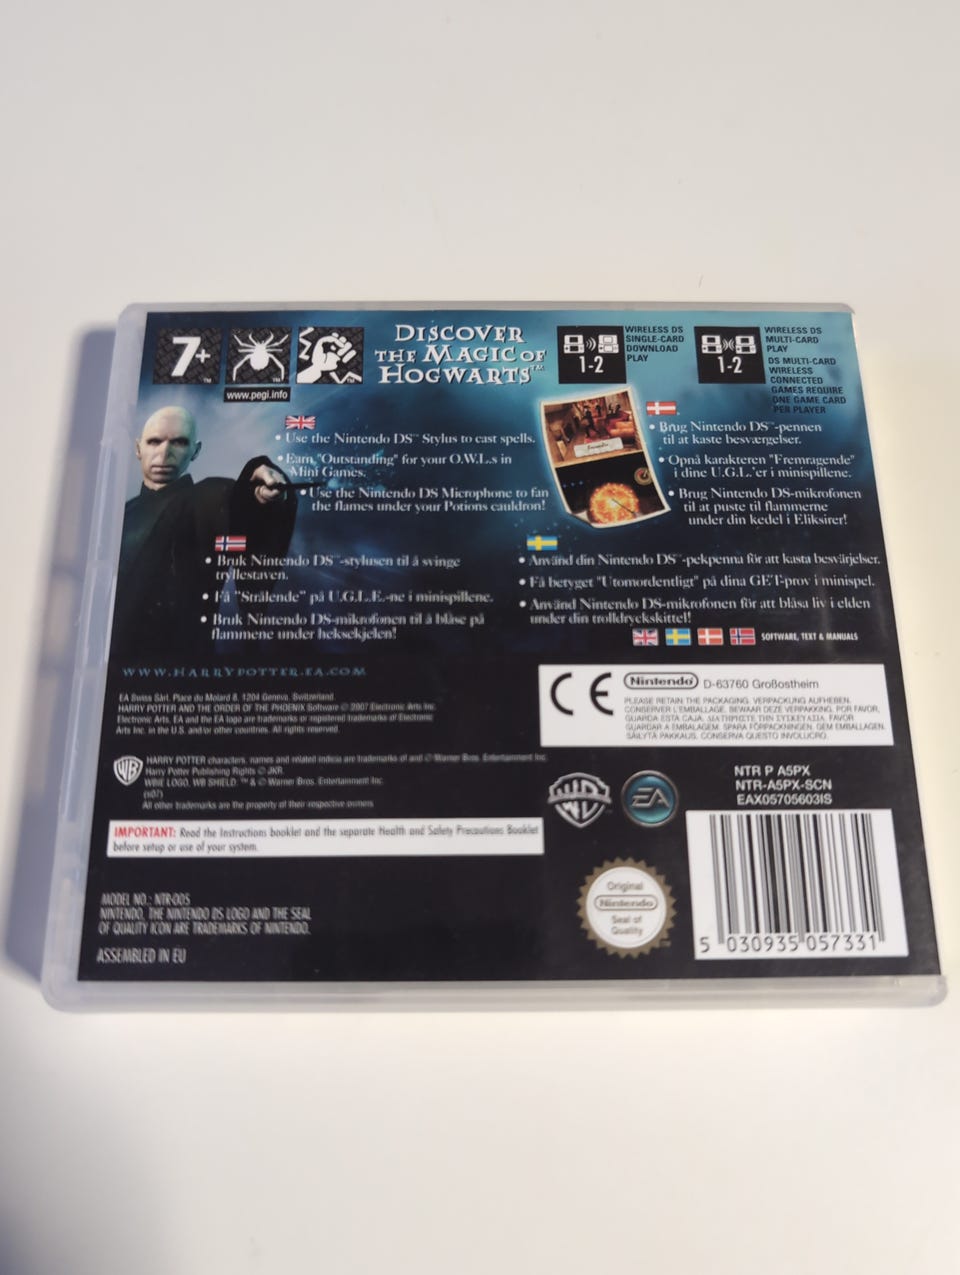 7+
www.pegi.info
DISCOVER
THE MAGIC OF
HOGWARTS™
1-2
WIRELESS DS
SINGLE-CARD
DOWNLOAD
PLAY
1-2
WIRELESS DS
MULTI-CARD
PLAY
DS MULTI-CARD
WIRELESS
CONNECTED
GAMES REQUIRE
ONE GAME CARD
PER PLAYER
• Use the Nintendo DS™ Stylus to cast spells.
• Earn "Outstanding" for your O.W.L.s in
Mini Games.
• Use the Nintendo DS Microphone to fan
the flames under your Potions cauldron!
• Brug Nintendo DS™-pennen
til at kaste besværgelser.
• Opnå karakteren "Fremragende"
i dine U.G.L.'er i minispillene.
• Brug Nintendo DS-mikrofonen
til at puste til flammerne
under din kedel i Eliksirer!
• Bruk Nintendo DS™-stylusen til å svinge
tryllestaven.
• Få "Strålende" på U.G.L.E.-ne i minispillene.
• Bruk Nintendo DS-mikrofonen til å blåse på
flammene under heksekjelen!
• Använd din Nintendo DS™-pekpenna för att kasta besvärjelser.
• Få betyget "Utomordentligt" på dina GET-prov i minispel.
• Använd Nintendo DS-mikrofonen för att blåsa liv i elden
under din trolldryckskittel!
SOFTWARE, TEXT & MANUALS
WWW.HARRYPOTTER.EA.COM
EA Swiss Sàrl, Place du Molard 8, 1204 Geneva, Switzerland.
HARRY POTTER AND THE ORDER OF THE PHOENIX Software © 2007 Electronic Arts Inc.
Electronic Arts, EA and the EA logo are trademarks or registered trademarks of Electronic
Arts Inc. in the U.S. and/or other countries. All rights reserved.
CE
Nintendo D-63760 Großostheim
PLEASE RETAIN THE PACKAGING. VERPACKUNG AUFHEBEN.
CONSERVER L'EMBALLAGE. BEWAAR DEZE VERPAKKING. POR FAVOR,
GUARDA ESTA CAJA. ΔΙΑΤΗΡΗΣΤΕ ΤΗΝ ΣΥΣΚΕΥΑΣΙΑ. FAVOR
GUARDAR A EMBALAGEM. SPARA FÖRPACKNINGEN. GEM EMBALLAGEN.
SÄILYTÄ PAKKAUS. CONSERVA QUESTO INVOLUCRO.
WB
HARRY POTTER characters, names and related indicia are trademarks of and © Warner Bros. Entertainment Inc.
Harry Potter Publishing Rights © JKR.
WBIE LOGO, WB SHIELD: ™ & © Warner Bros. Entertainment Inc.
(s07)
All other trademarks are the property of their respective owners
EA
NTR P A5PX
NTR-A5PX-SCN
EAX05705603IS
IMPORTANT: Read the Instructions booklet and the separate Health and Safety Precautions Booklet
before setup or use of your system.
MODEL NO.: NTR-005
NINTENDO, THE NINTENDO DS LOGO AND THE SEAL
OF QUALITY ICON ARE TRADEMARKS OF NINTENDO.
ASSEMBLED IN EU
Original
Nintendo
Seal of
Quality
5 030935 057331